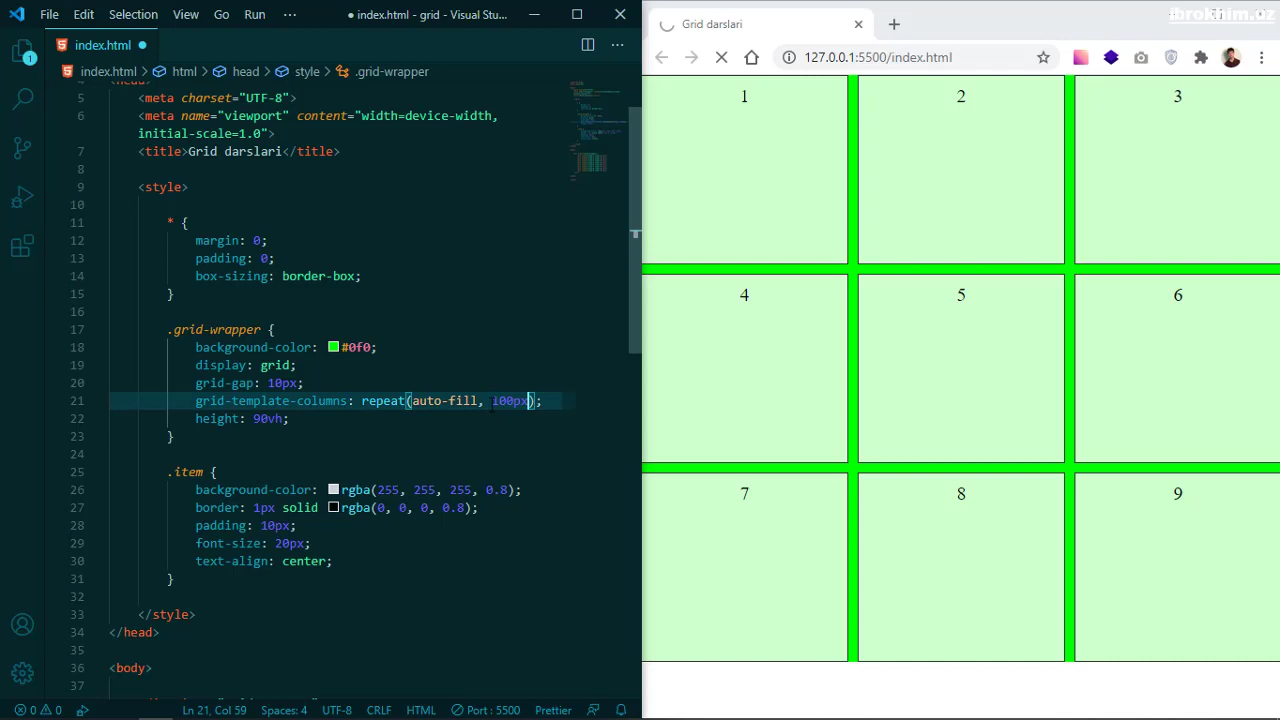 File Edit Selection View Go Run ··· ● index.html - grid - Visual Stu...
Grid darslari
ibrokhim.uz
index.html
127.0.0.1:5500/index.html
index.html > html > head > style > .grid-wrapper
1
4 <head>
5 <meta charset="UTF-8">
6 <meta name="viewport" content="width=device-width,
initial-scale=1.0">
7 <title>Grid darslari</title>
8
9 <style>
10
11 * {
12 margin: 0;
13 padding: 0;
14 box-sizing: border-box;
15 }
16
17 .grid-wrapper {
18 background-color: #0f0;
19 display: grid;
20 grid-gap: 10px;
21 grid-template-columns: repeat(auto-fill, 100px);
22 height: 90vh;
23 }
24
25 .item {
26 background-color: rgba(255, 255, 255, 0.8);
27 border: 1px solid rgba(0, 0, 0, 0.8);
28 padding: 10px;
29 font-size: 20px;
30 text-align: center;
31 }
32
33 </style>
34 </head>
35
36 <body>
37
1 2 3
4 5 6
7 8 9
0 0 Ln 21, Col 59 Spaces: 4 UTF-8 CRLF HTML Port : 5500 Prettier